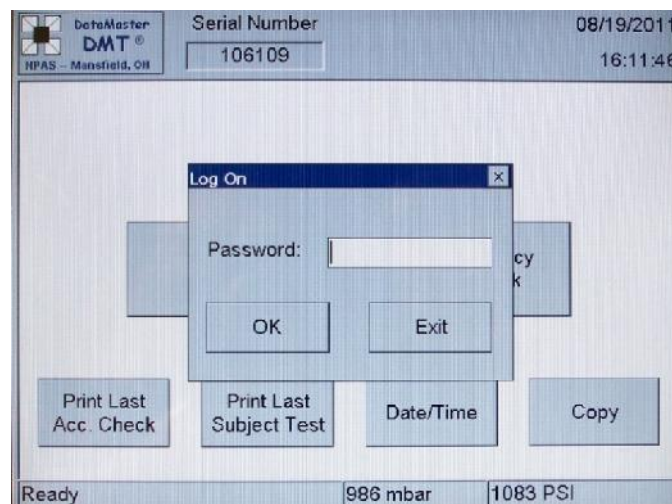 DataMaster
DMT ®
NPAS – Mansfield, OH
Serial Number
106109
08/19/2011
16:11:46
Log On
Password:
OK
Exit
cy
k
Print Last
Acc. Check
Print Last
Subject Test
Date/Time
Copy
Ready
986 mbar
1083 PSI